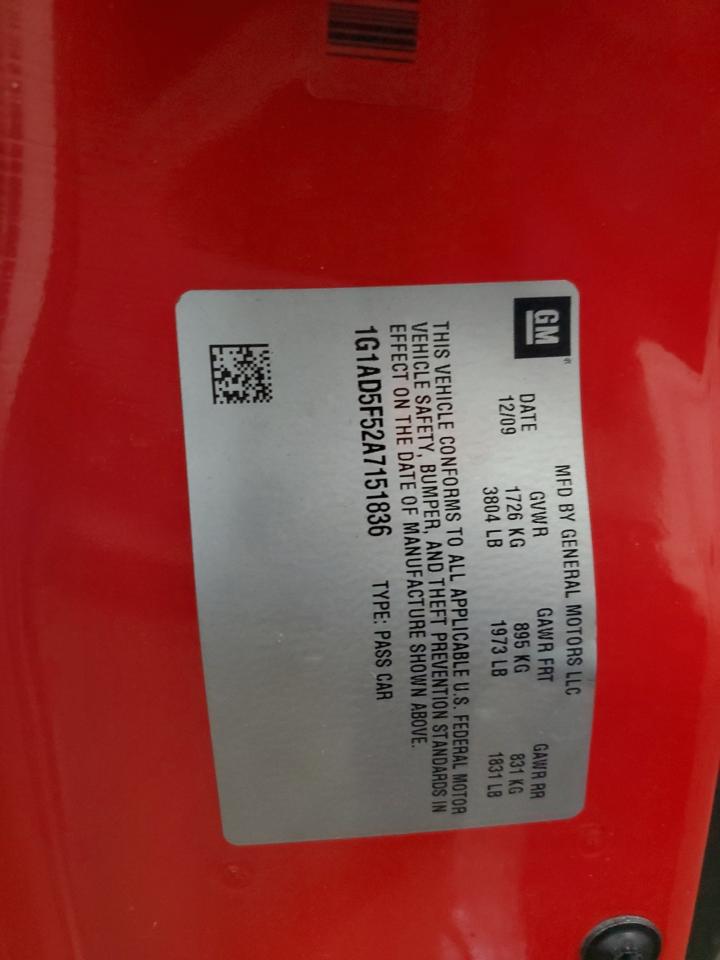 GM
MFD BY GENERAL MOTORS LLC
DATE GVWR GAWR FRT GAWR RR
12/09 1726 KG 895 KG 831 KG
3804 LB 1973 LB 1831 LB
THIS VEHICLE CONFORMS TO ALL APPLICABLE U.S. FEDERAL MOTOR
VEHICLE SAFETY, BUMPER, AND THEFT PREVENTION STANDARDS IN
EFFECT ON THE DATE OF MANUFACTURE SHOWN ABOVE.
1G1AD5F52A7151836 TYPE: PASS CAR